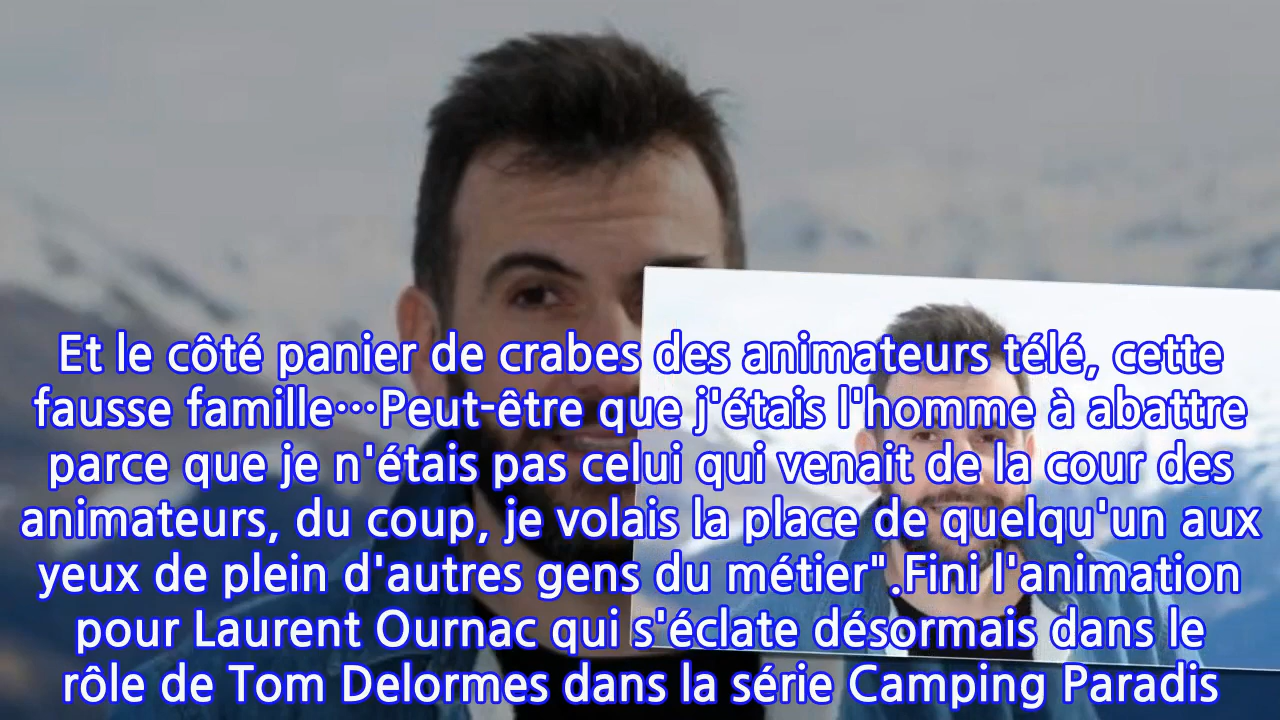 Et le côté panier de crabes des animateurs télé, cette
fausse famille···Peut-être que j'étais l'homme à abattre
parce que je n'étais pas celui qui venait de la cour des
animateurs, du coup, je volais la place de quelqu'un aux
yeux de plein d'autres gens du métier".Fini l'animation
pour Laurent Ournac qui s'éclate désormais dans le
rôle de Tom Delormes dans la série Camping Paradis